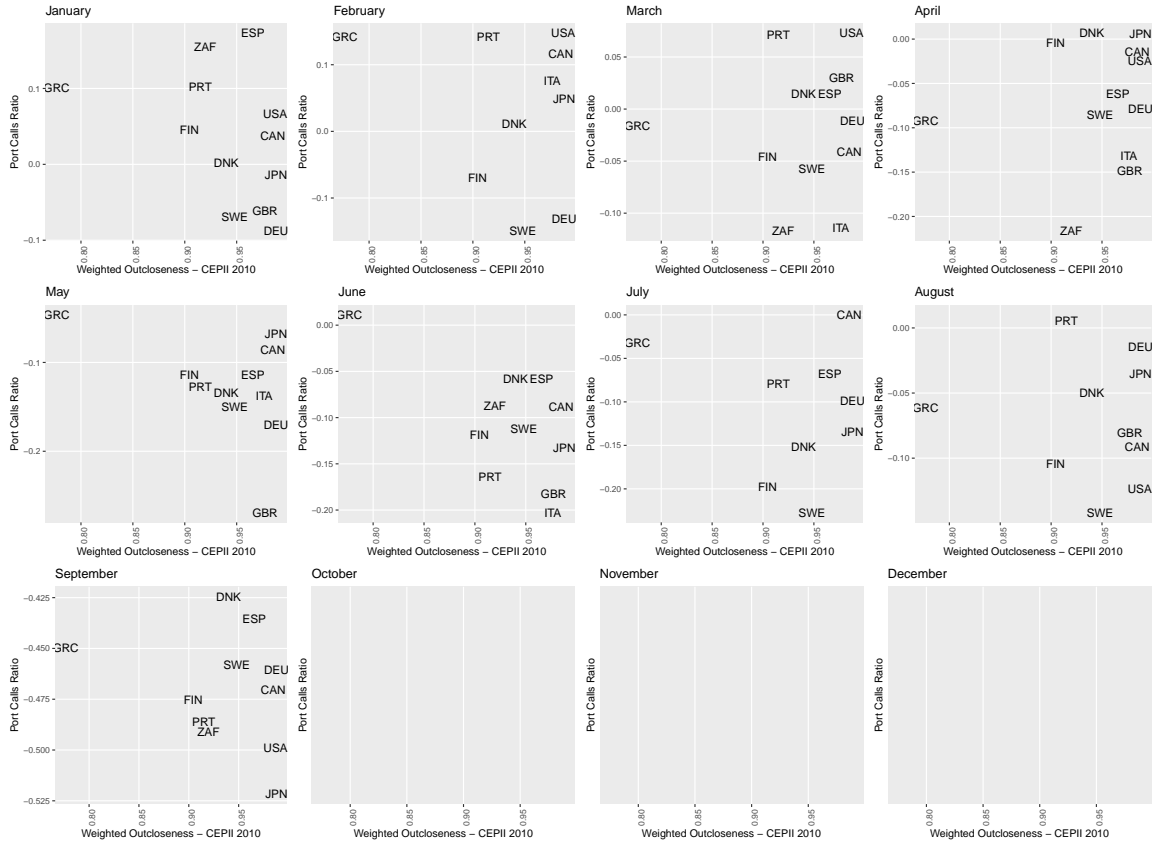 January
ESP
ZAF
GRC
PRT
USA
FIN
CAN
DNK
JPN
GBR
SWE
DEU
0.1
0.0
−0.1
0.80
0.85
0.90
0.95
Port Calls Ratio
Weighted Outcloseness − CEPII 2010
February
GRC
PRT
USA
CAN
ITA
JPN
DNK
FIN
DEU
SWE
0.1
0.0
−0.1
0.80
0.85
0.90
0.95
Port Calls Ratio
Weighted Outcloseness − CEPII 2010
March
PRT
USA
GBR
DNK
ESP
GRC
DEU
FIN
CAN
SWE
ZAF
ITA
0.05
0.00
−0.05
−0.10
0.80
0.85
0.90
0.95
Port Calls Ratio
Weighted Outcloseness − CEPII 2010
April
FIN
DNK
JPN
CAN
USA
ESP
DEU
SWE
GRC
ITA
GBR
ZAF
0.00
−0.05
−0.10
−0.15
−0.20
0.80
0.85
0.90
0.95
Port Calls Ratio
Weighted Outcloseness − CEPII 2010
May
GRC
JPN
CAN
FIN
ESP
PRT
DNK
ITA
SWE
DEU
GBR
−0.1
−0.2
0.80
0.85
0.90
0.95
Port Calls Ratio
Weighted Outcloseness − CEPII 2010
June
GRC
DNK
ESP
ZAF
CAN
FIN
SWE
JPN
PRT
GBR
ITA
0.00
−0.05
−0.10
−0.15
−0.20
0.80
0.85
0.90
0.95
Port Calls Ratio
Weighted Outcloseness − CEPII 2010
July
CAN
GRC
ESP
PRT
DEU
JPN
DNK
FIN
SWE
0.00
−0.05
−0.10
−0.15
−0.20
0.80
0.85
0.90
0.95
Port Calls Ratio
Weighted Outcloseness − CEPII 2010
August
PRT
DEU
JPN
DNK
GRC
GBR
CAN
FIN
USA
SWE
0.00
−0.05
−0.10
0.80
0.85
0.90
0.95
Port Calls Ratio
Weighted Outcloseness − CEPII 2010
September
DNK
ESP
GRC
SWE
DEU
CAN
FIN
PRT
ZAF
USA
JPN
−0.425
−0.450
−0.475
−0.500
−0.525
0.80
0.85
0.90
0.95
Port Calls Ratio
Weighted Outcloseness − CEPII 2010
October
0.80
0.85
0.90
0.95
Port Calls Ratio
Weighted Outcloseness − CEPII 2010
November
0.80
0.85
0.90
0.95
Port Calls Ratio
Weighted Outcloseness − CEPII 2010
December
0.80
0.85
0.90
0.95
Port Calls Ratio
Weighted Outcloseness − CEPII 2010